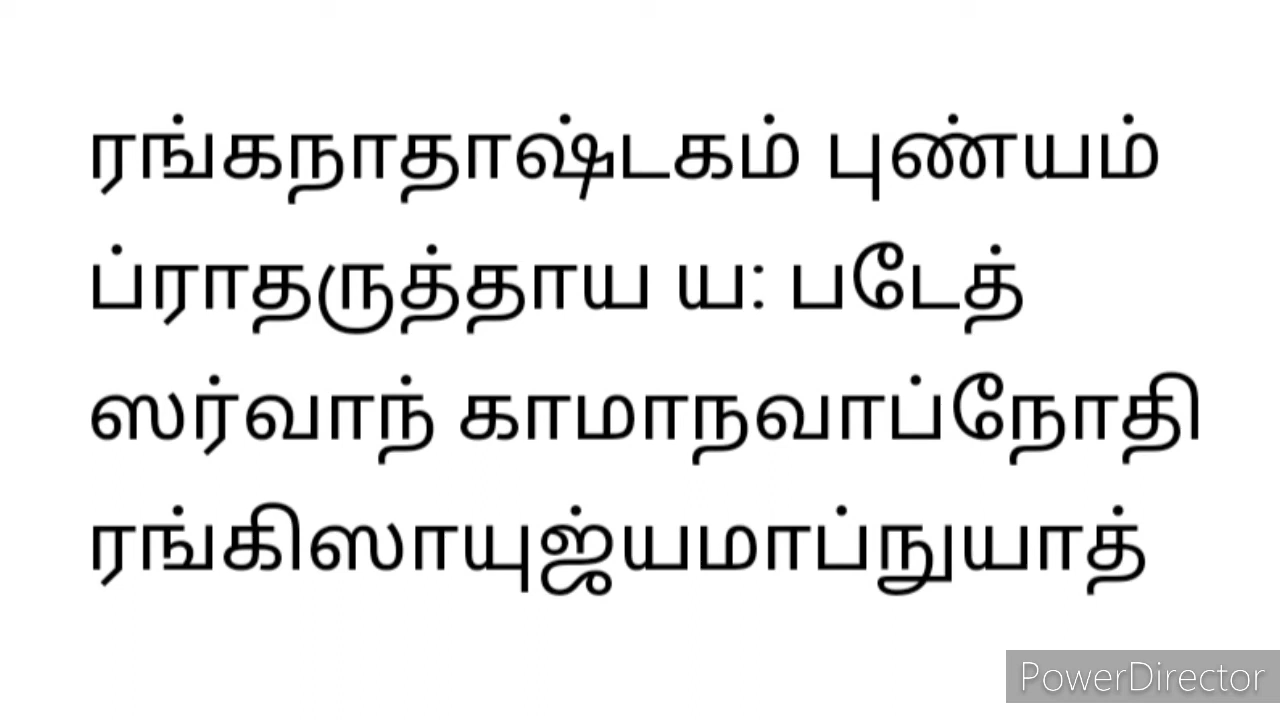 ரங்கநாதாஷ்டகம் புண்யம்
ப்ராதருத்தாய ய: படேத்
ஸர்வாந் காமாநவாப்நோதி
ரங்கிஸாயுஜ்யமாப்நுயாத்
PowerDirector